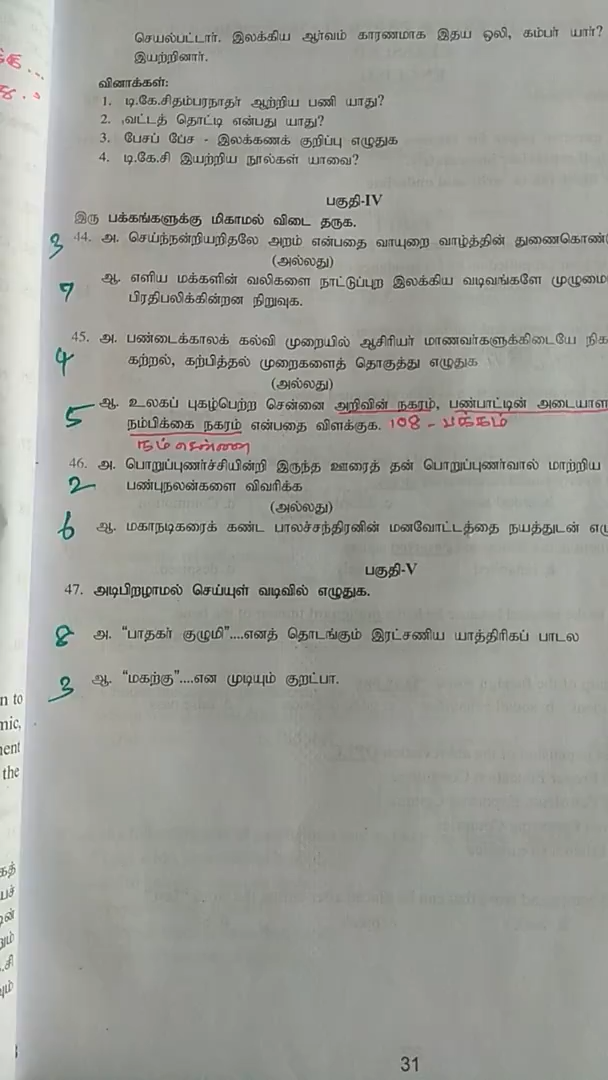 செயல்பட்டார். இலக்கிய ஆர்வம் காரணமாக இதய ஒலி, கம்பர் யார்?
இயற்றினார்.
வினாக்கள்:
1. டி.கே.சிதம்பரநாதர் ஆற்றிய பணி யாது?
2. வட்டத் தொட்டி என்பது யாது?
3. பேசப் பேச - இலக்கணக் குறிப்பு எழுதுக
4. டி.கே.சி இயற்றிய நூல்கள் யாவை?
பகுதி-IV
இரு பக்கங்களுக்கு மிகாமல் விடை தருக.
3 44. அ. செய்ந்நன்றியறிதலே அறம் என்பதை வாயுறை வாழ்த்தின் துணைகொண்
(அல்லது)
7 ஆ. எளிய மக்களின் வலிகளை நாட்டுப்புற இலக்கிய வடிவங்களே முழுமை
பிரதிபலிக்கின்றன நிறுவுக.
45. அ. பண்டைக்காலக் கல்வி முறையில் ஆசிரியர் மாணவர்களுக்கிடையே நிக
4 கற்றல், கற்பித்தல் முறைகளைத் தொகுத்து எழுதுக
(அல்லது)
5 ஆ. உலகப் புகழ்பெற்ற சென்னை அறிவின் நகரம், பண்பாட்டின் அடையாள
நம்பிக்கை நகரம் என்பதை விளக்குக. 108 - பக்கம்
நம் சென்னை
46. அ. பொறுப்புணர்ச்சியின்றி இருந்த ஊரைத் தன் பொறுப்புணர்வால் மாற்றிய
2 பண்புநலன்களை விவரிக்க
(அல்லது)
6 ஆ. மகாநடிகரைக் கண்ட பாலச்சந்திரனின் மனவோட்டத்தை நயத்துடன் எழு
பகுதி-V
47. அடிபிறழாமல் செய்யுள் வடிவில் எழுதுக.
8 அ. “பாதகர் குழுமி”....எனத் தொடங்கும் இரட்சணிய யாத்திரிகப் பாடல
3 ஆ. “மகற்கு”....என முடியும் குறட்பா.
n to
mic,
ment
the
31